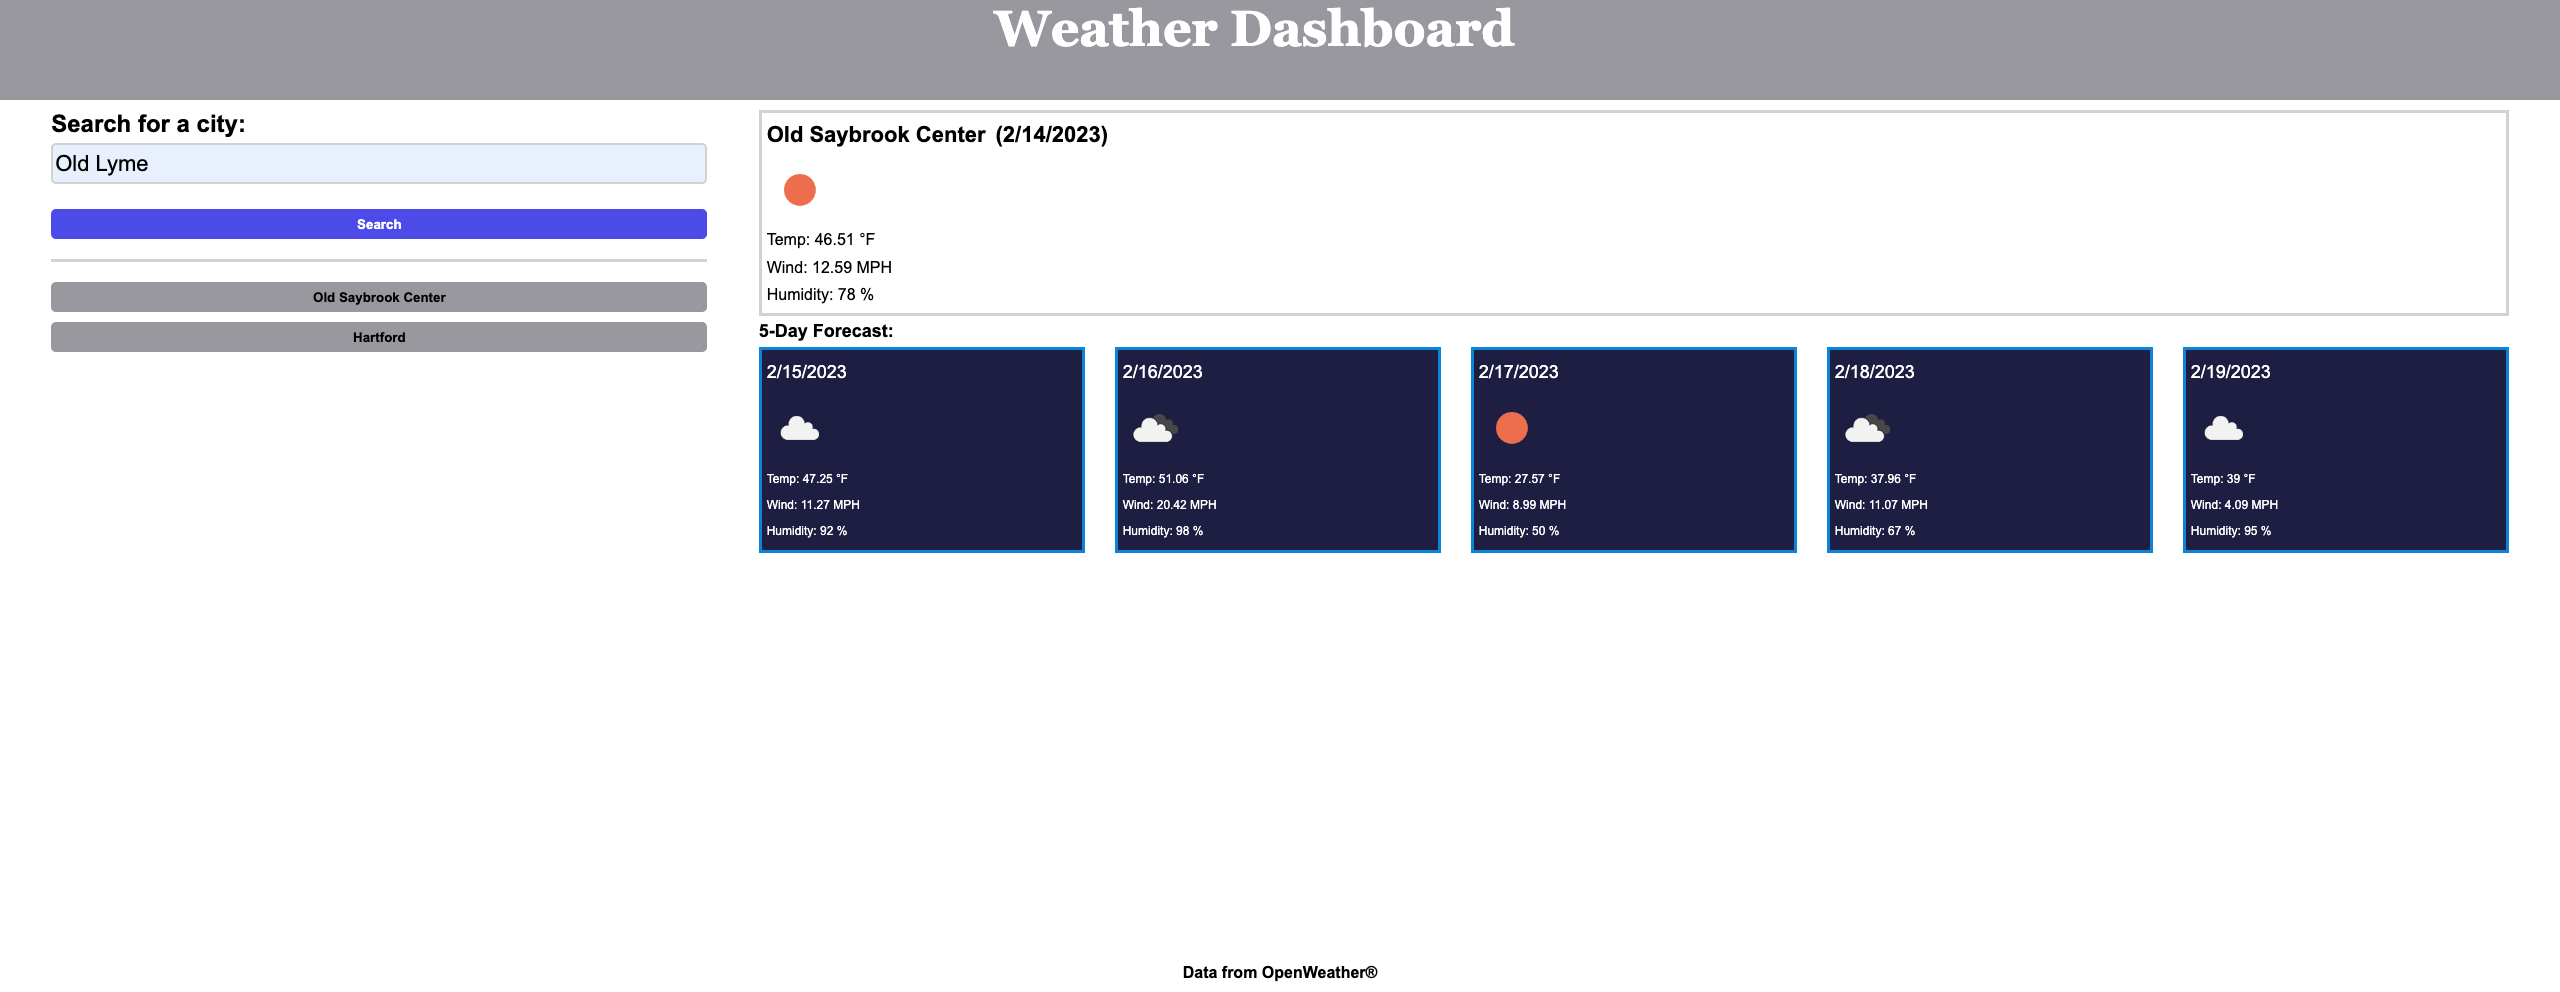 Weather Dashboard
Search for a city:
Old Lyme
Search
Old Saybrook Center
Hartford
Old Saybrook Center (2/14/2023)
Temp: 46.51 °F
Wind: 12.59 MPH
Humidity: 78 %
5-Day Forecast:
2/15/2023
Temp: 47.25 °F
Wind: 11.27 MPH
Humidity: 92 %
2/16/2023
Temp: 51.06 °F
Wind: 20.42 MPH
Humidity: 98 %
2/17/2023
Temp: 27.57 °F
Wind: 8.99 MPH
Humidity: 50 %
2/18/2023
Temp: 37.96 °F
Wind: 11.07 MPH
Humidity: 67 %
2/19/2023
Temp: 39 °F
Wind: 4.09 MPH
Humidity: 95 %
Data from OpenWeather®